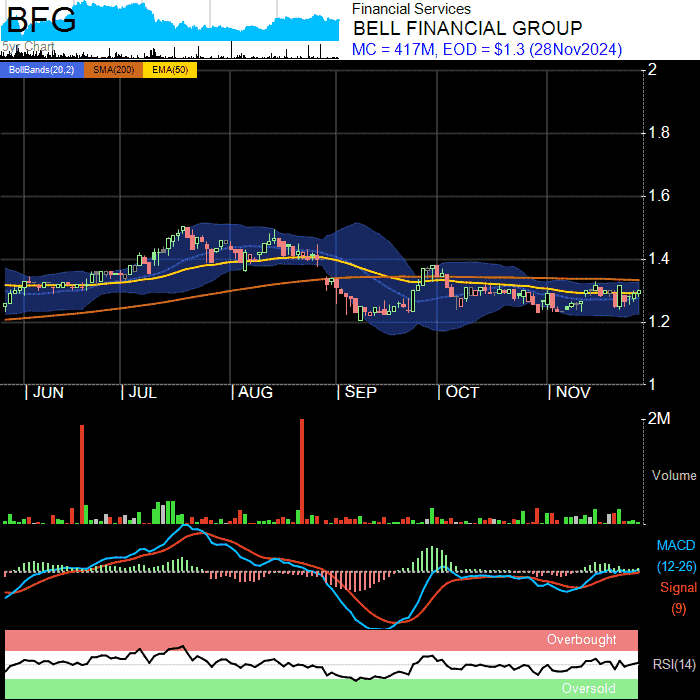 BFG
5yr Chart
Financial Services
BELL FINANCIAL GROUP
MC = 417M, EOD = $1.3 (28Nov2024)
BollBands(20,2) SMA(200) EMA(50)
2
1.8
1.6
1.4
1.2
1
JUN JUL AUG SEP OCT NOV
2M
Volume
MACD
(12-26)
Signal
(9)
Overbought
RSI(14)
Oversold